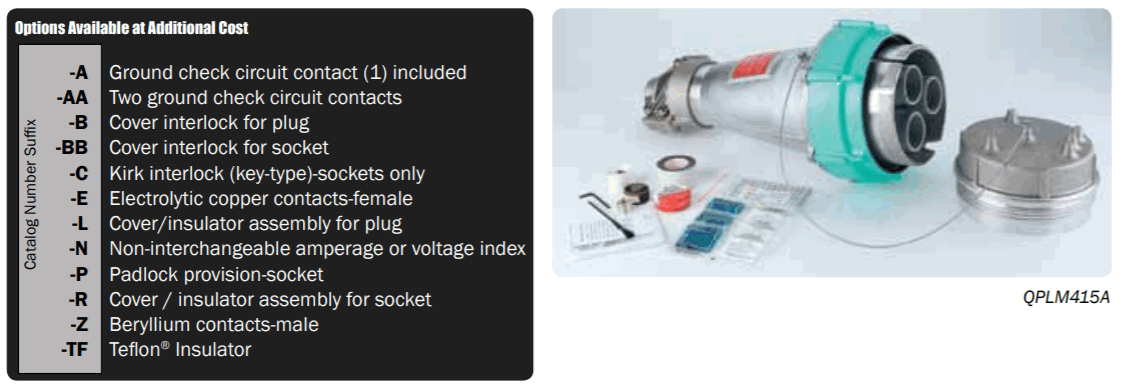 Options Available at Additional Cost
Catalog Number Suffix
-A Ground check circuit contact (1) included
-AA Two ground check circuit contacts
-B Cover interlock for plug
-BB Cover interlock for socket
-C Kirk interlock (key-type)-sockets only
-E Electrolytic copper contacts-female
-L Cover/insulator assembly for plug
-N Non-interchangeable amperage or voltage index
-P Padlock provision-socket
-R Cover / insulator assembly for socket
-Z Beryllium contacts-male
-TF Teflon® Insulator
QPLM415A